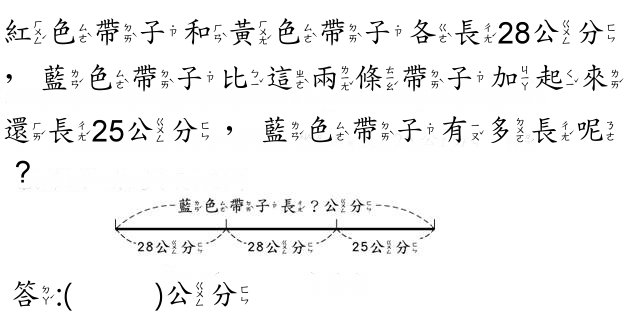 紅色帶子和黃色帶子各長28公分
，藍色帶子比這兩條帶子加起來
還長25公分，藍色帶子有多長呢
？
藍色帶子長？公分
28公分 28公分 25公分
答:( )公分